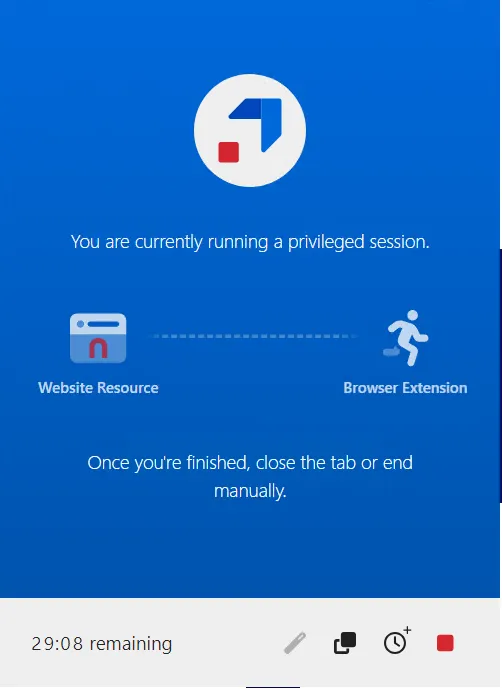 You are currently running a privileged session.
Website Resource
Browser Extension
Once you're finished, close the tab or end
manually.
29:08 remaining